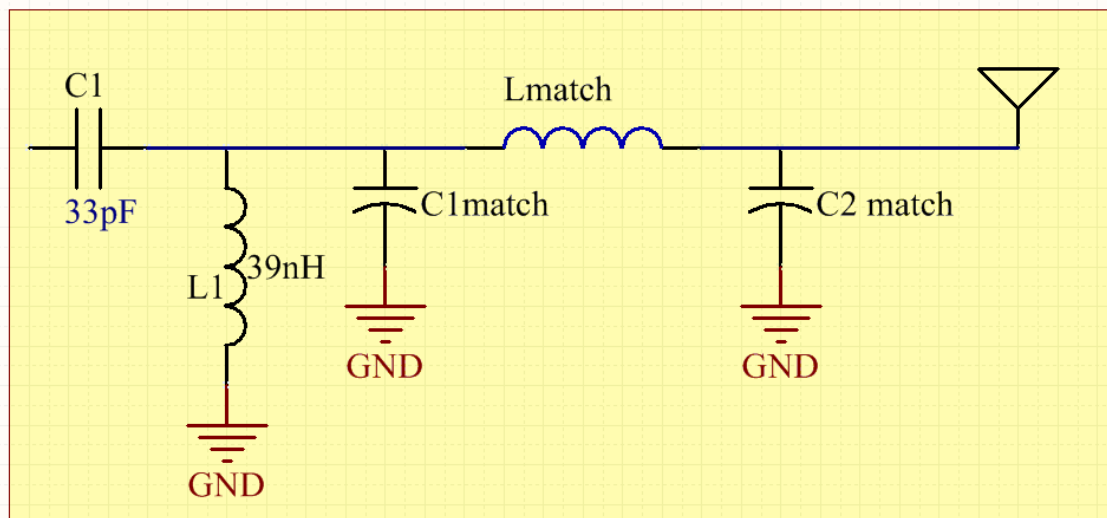 C1
33pF
L1
39nH
GND
C1match
GND
Lmatch
C2 match
GND